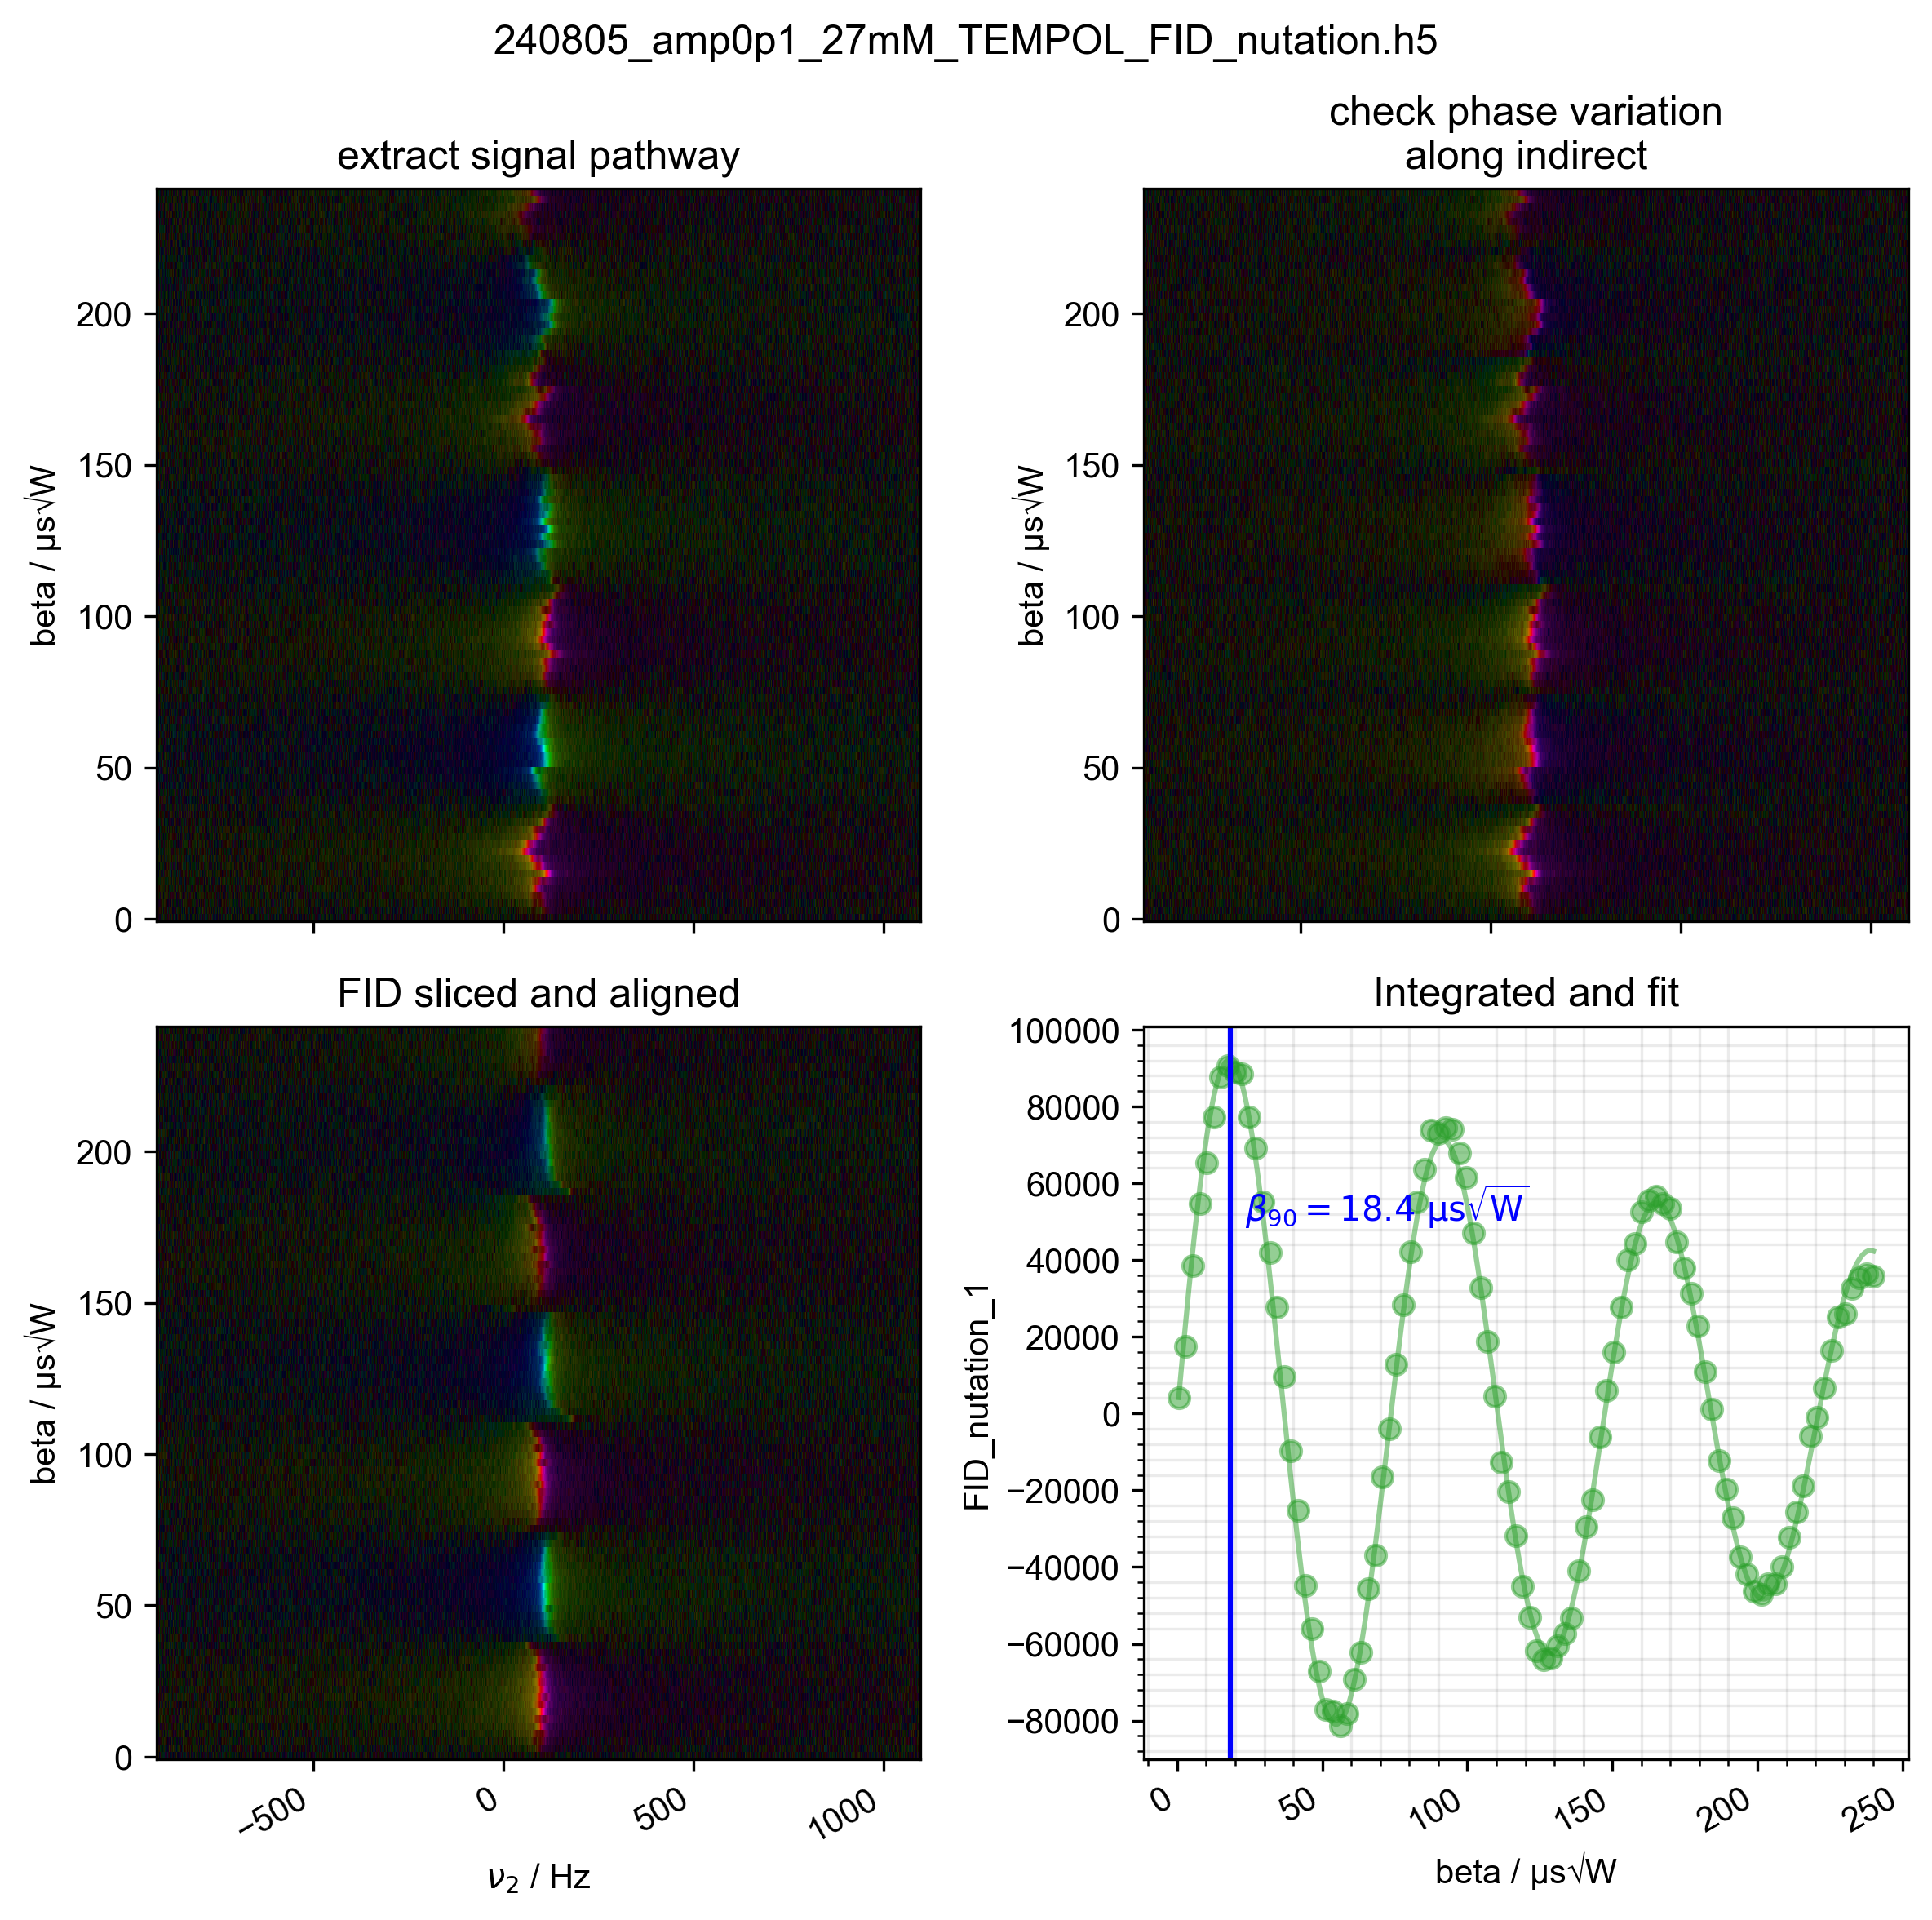 240805_amp0p1_27mM_TEMPOL_FID_nutation.h5
extract signal pathway
check phase variation
along indirect
beta / µs√W
200
150
100
50
0
beta / µs√W
200
150
100
50
0
FID sliced and aligned
Integrated and fit
beta / µs√W
200
150
100
50
0
−500
0
500
1000
ν₂ / Hz
FID_nutation_1
100000
80000
60000
40000
20000
0
−20000
−40000
−60000
−80000
β₉₀ = 18.4 µs√W
0
50
100
150
200
250
beta / µs√W